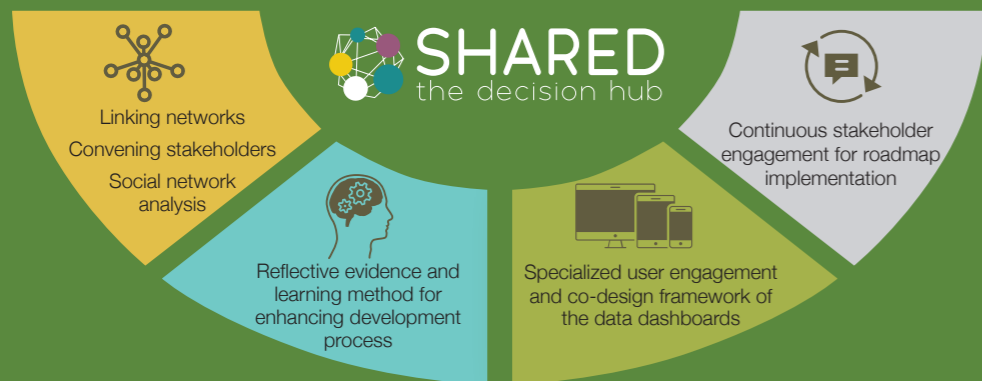 SHARED
the decision hub
Linking networks
Convening stakeholders
Social network
analysis
Reflective evidence and
learning method for
enhancing development
process
Specialized user engagement
and co-design framework of
the data dashboards
Continuous stakeholder
engagement for roadmap
implementation